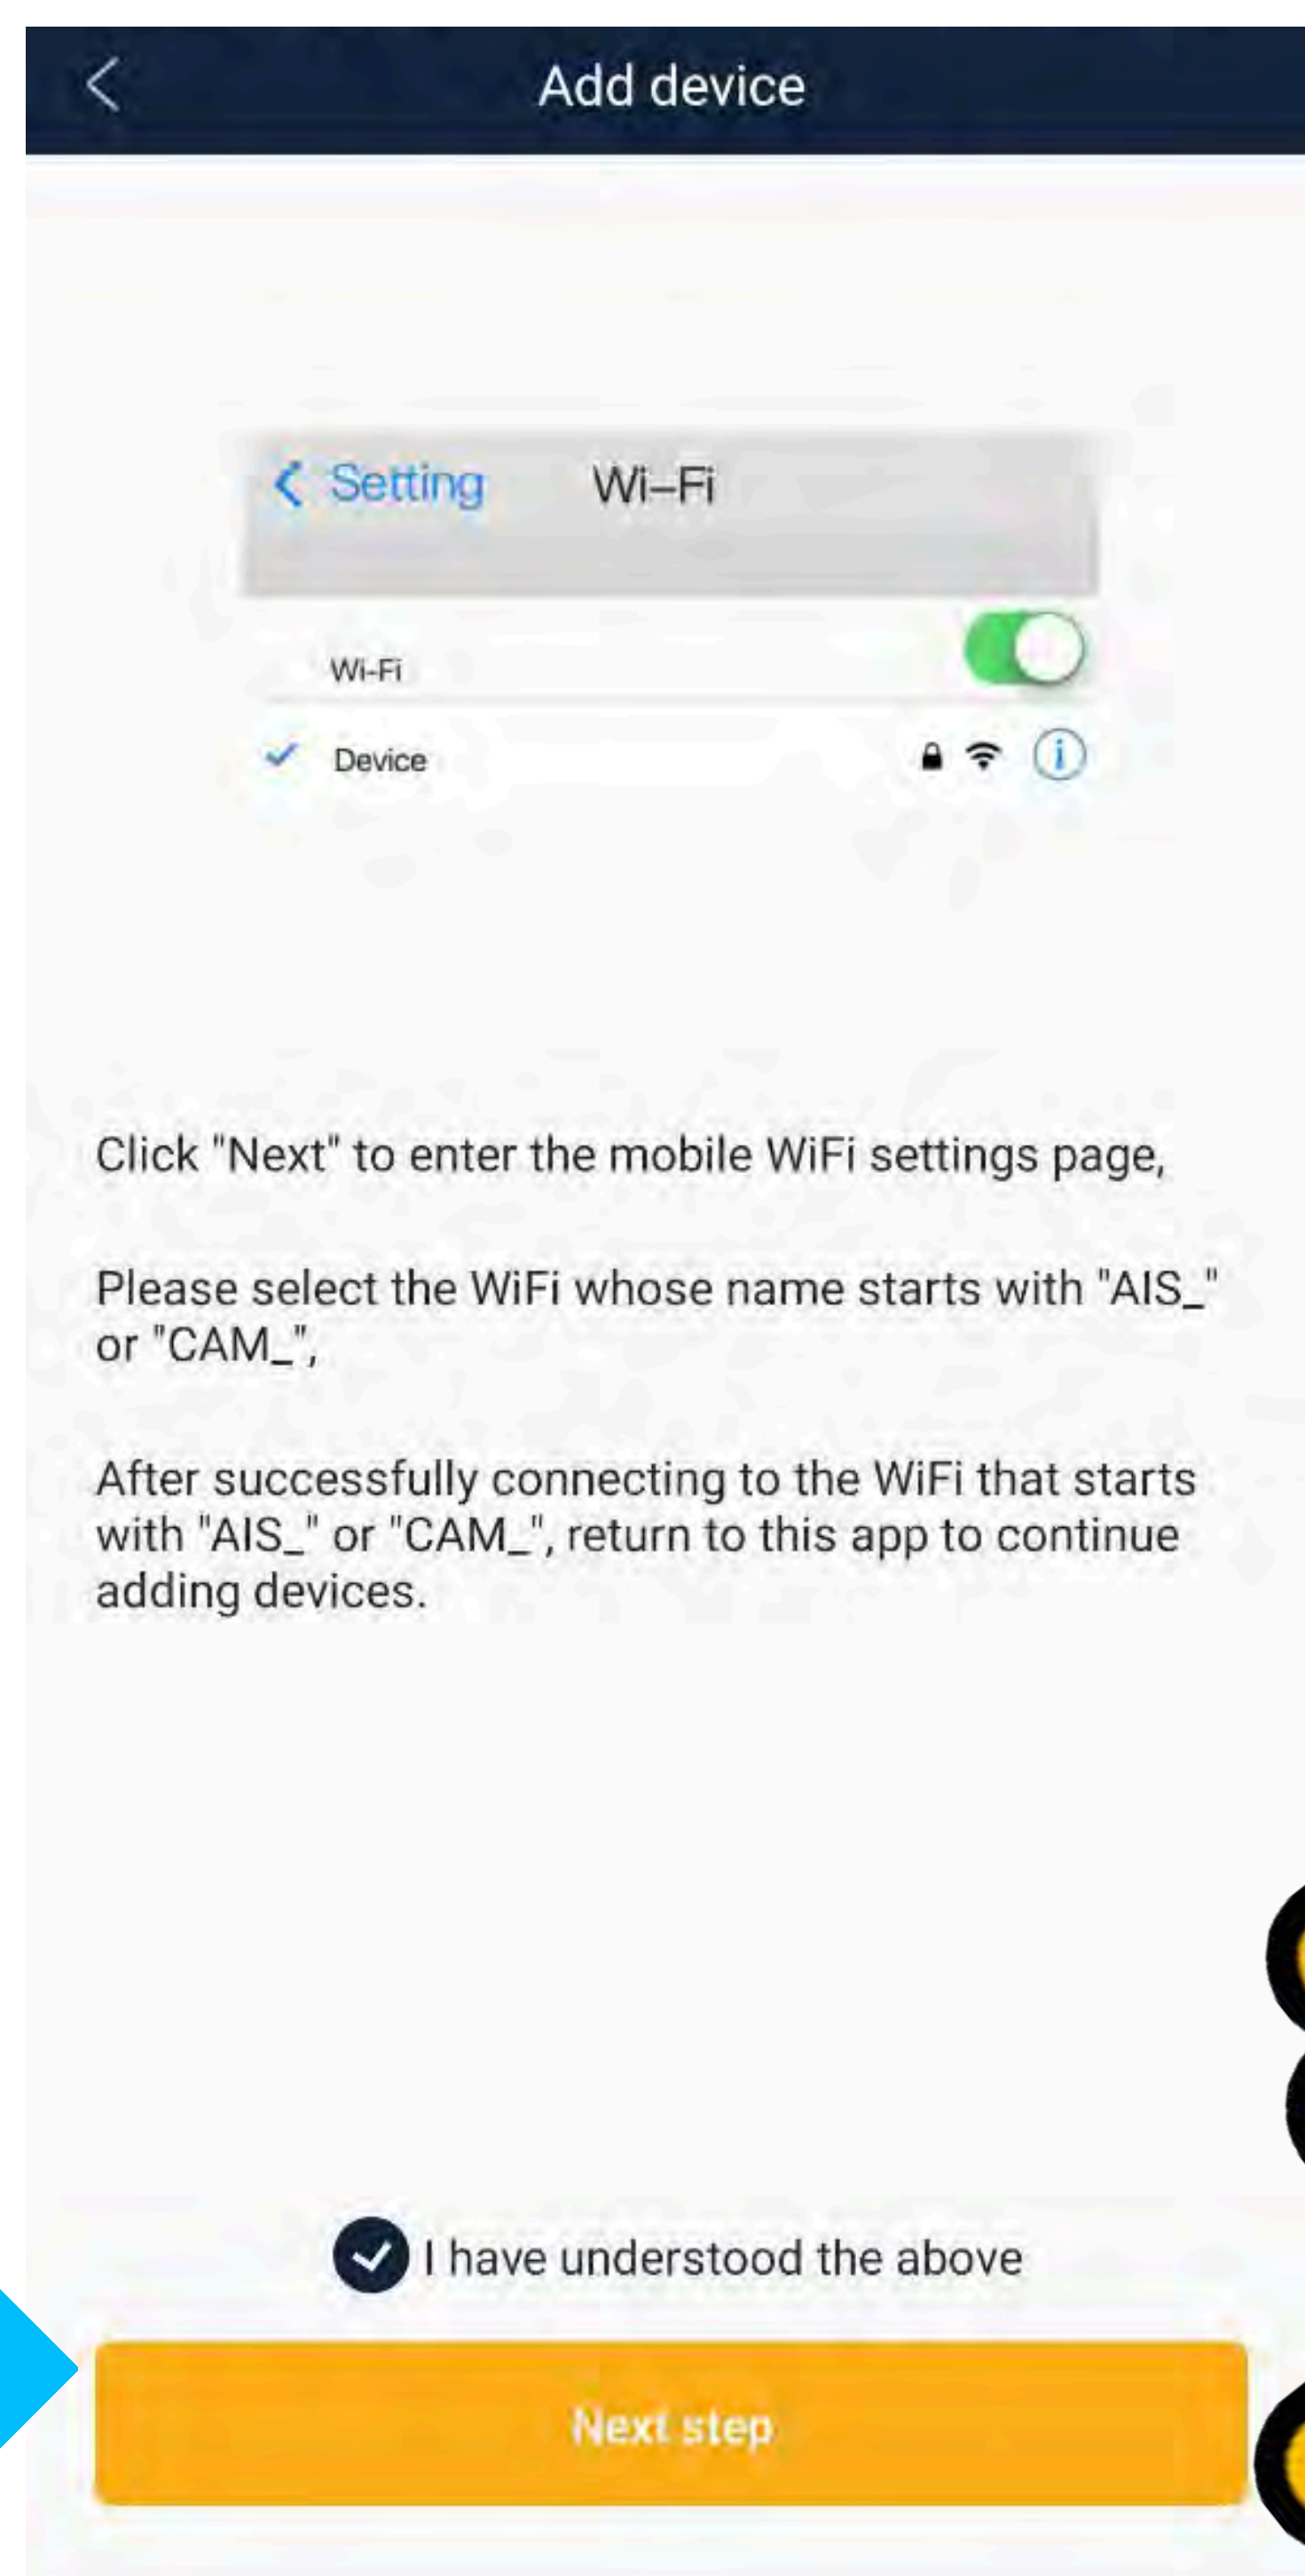 Add device
Setting Wi-Fi
Wi-Fi
Device
Click "Next" to enter the mobile WiFi settings page,
Please select the WiFi whose name starts with "AIS_"
or "CAM_",
After successfully connecting to the WiFi that starts
with "AIS_" or "CAM_", return to this app to continue
adding devices.
I have understood the above
Next step